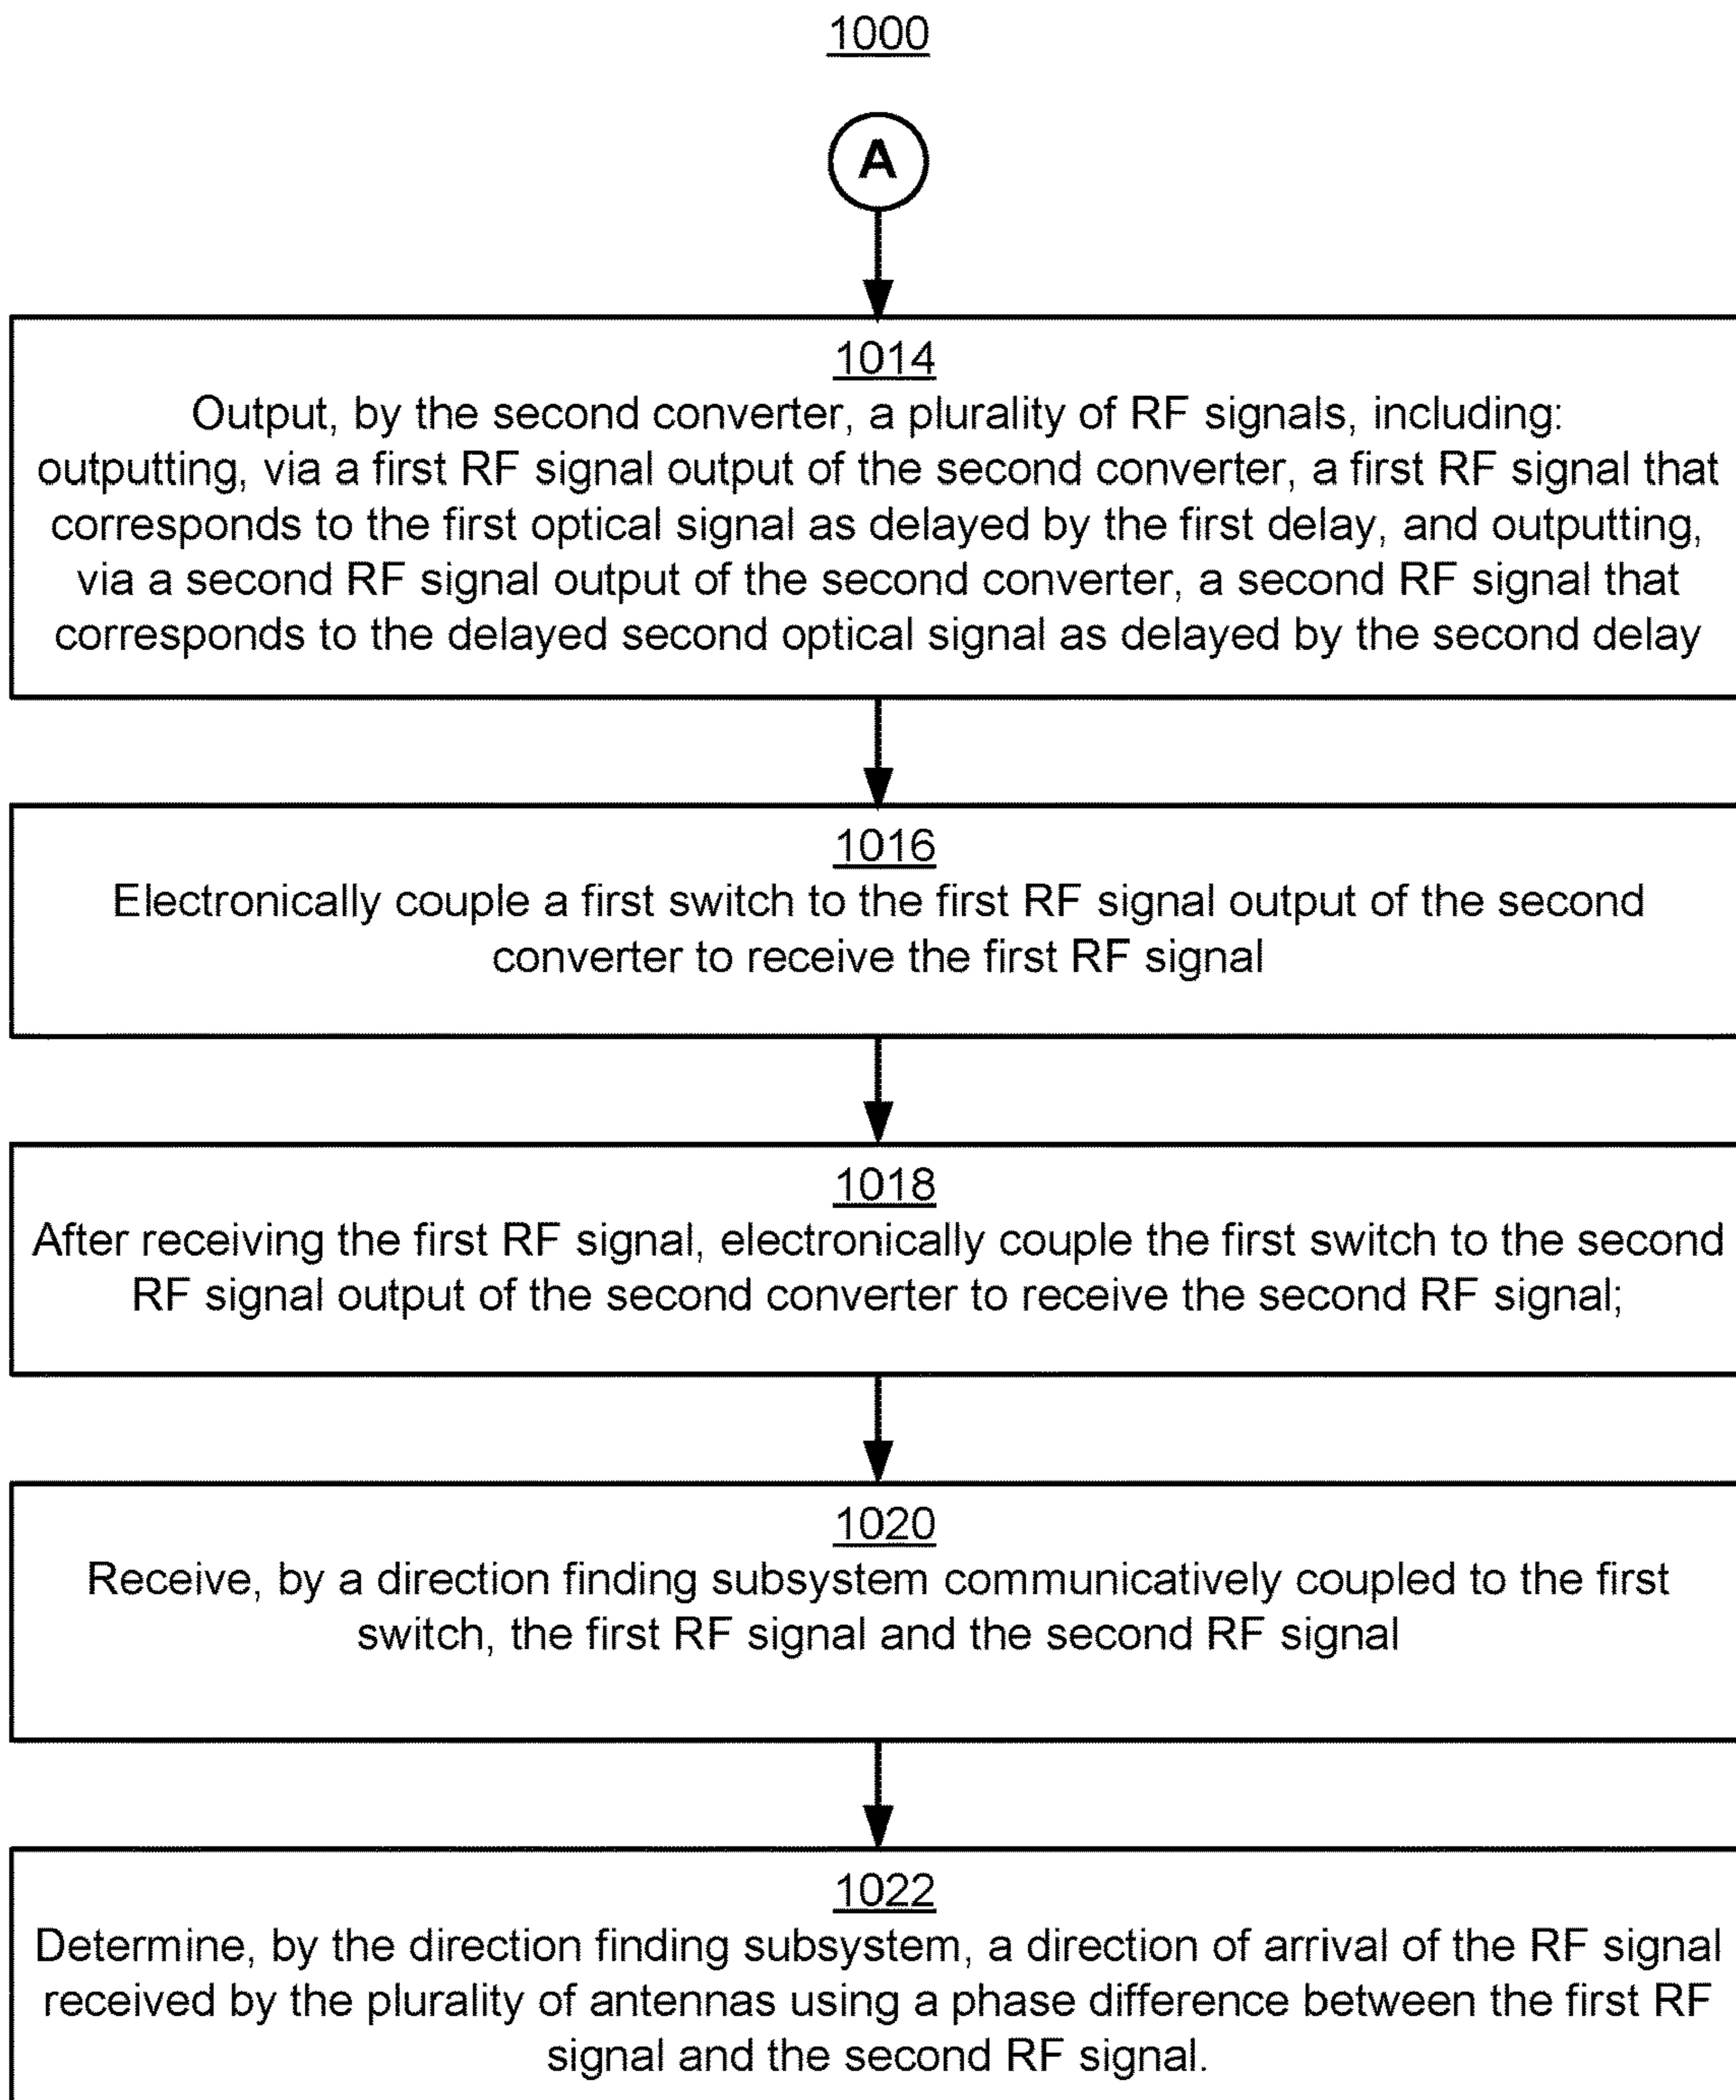 1000
A
1014
Output, by the second converter, a plurality of RF signals, including:
outputting, via a first RF signal output of the second converter, a first RF signal that
corresponds to the first optical signal as delayed by the first delay, and outputting,
via a second RF signal output of the second converter, a second RF signal that
corresponds to the delayed second optical signal as delayed by the second delay
1016
Electronically couple a first switch to the first RF signal output of the second
converter to receive the first RF signal
1018
After receiving the first RF signal, electronically couple the first switch to the second
RF signal output of the second converter to receive the second RF signal;
1020
Receive, by a direction finding subsystem communicatively coupled to the first
switch, the first RF signal and the second RF signal
1022
Determine, by the direction finding subsystem, a direction of arrival of the RF signal
received by the plurality of antennas using a phase difference between the first RF
signal and the second RF signal.